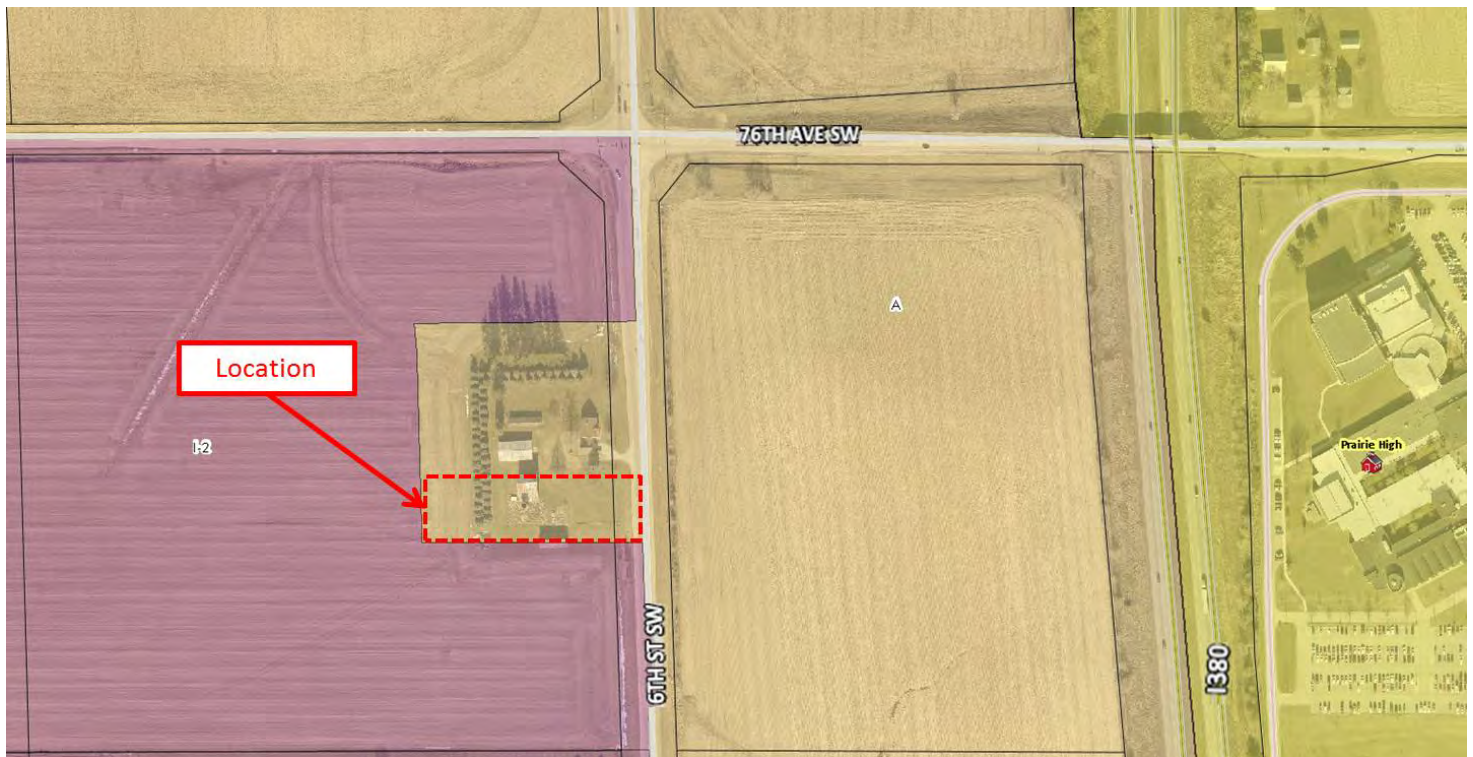 76TH AVE SW
A
Location
I-2
Prairie High
6TH ST SW
I380